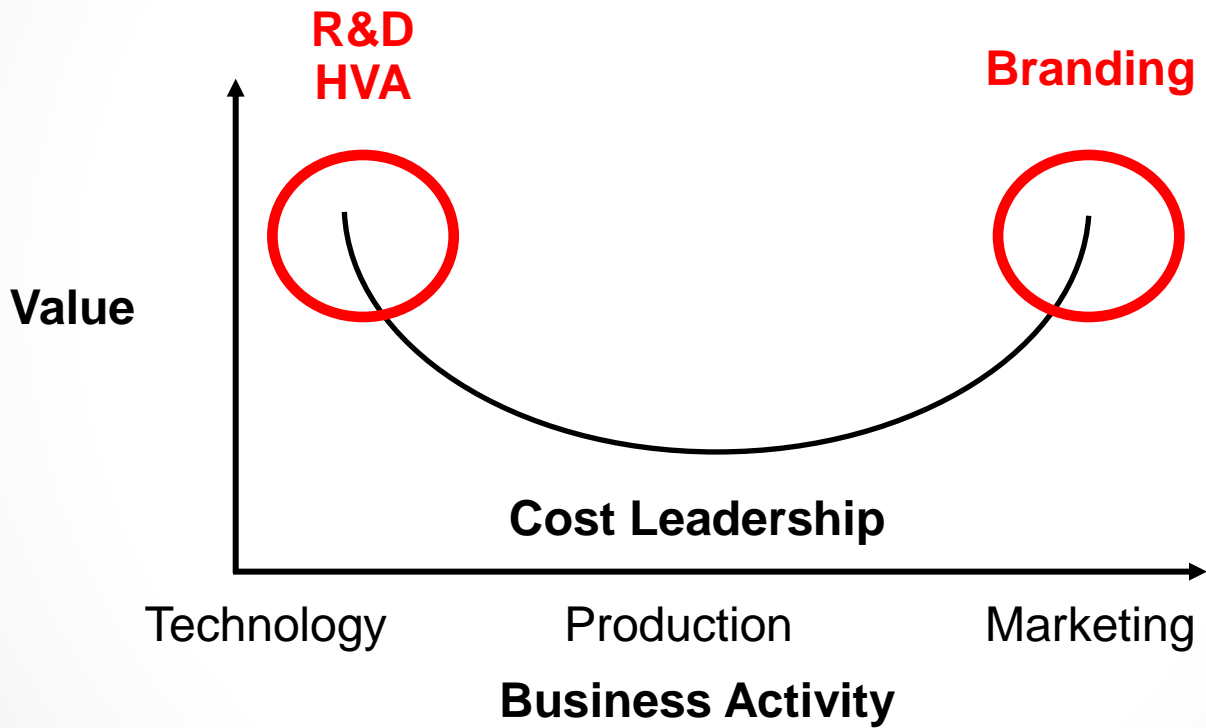 R&D
HVA
Branding
Value
Cost Leadership
Technology
Production
Marketing
Business Activity